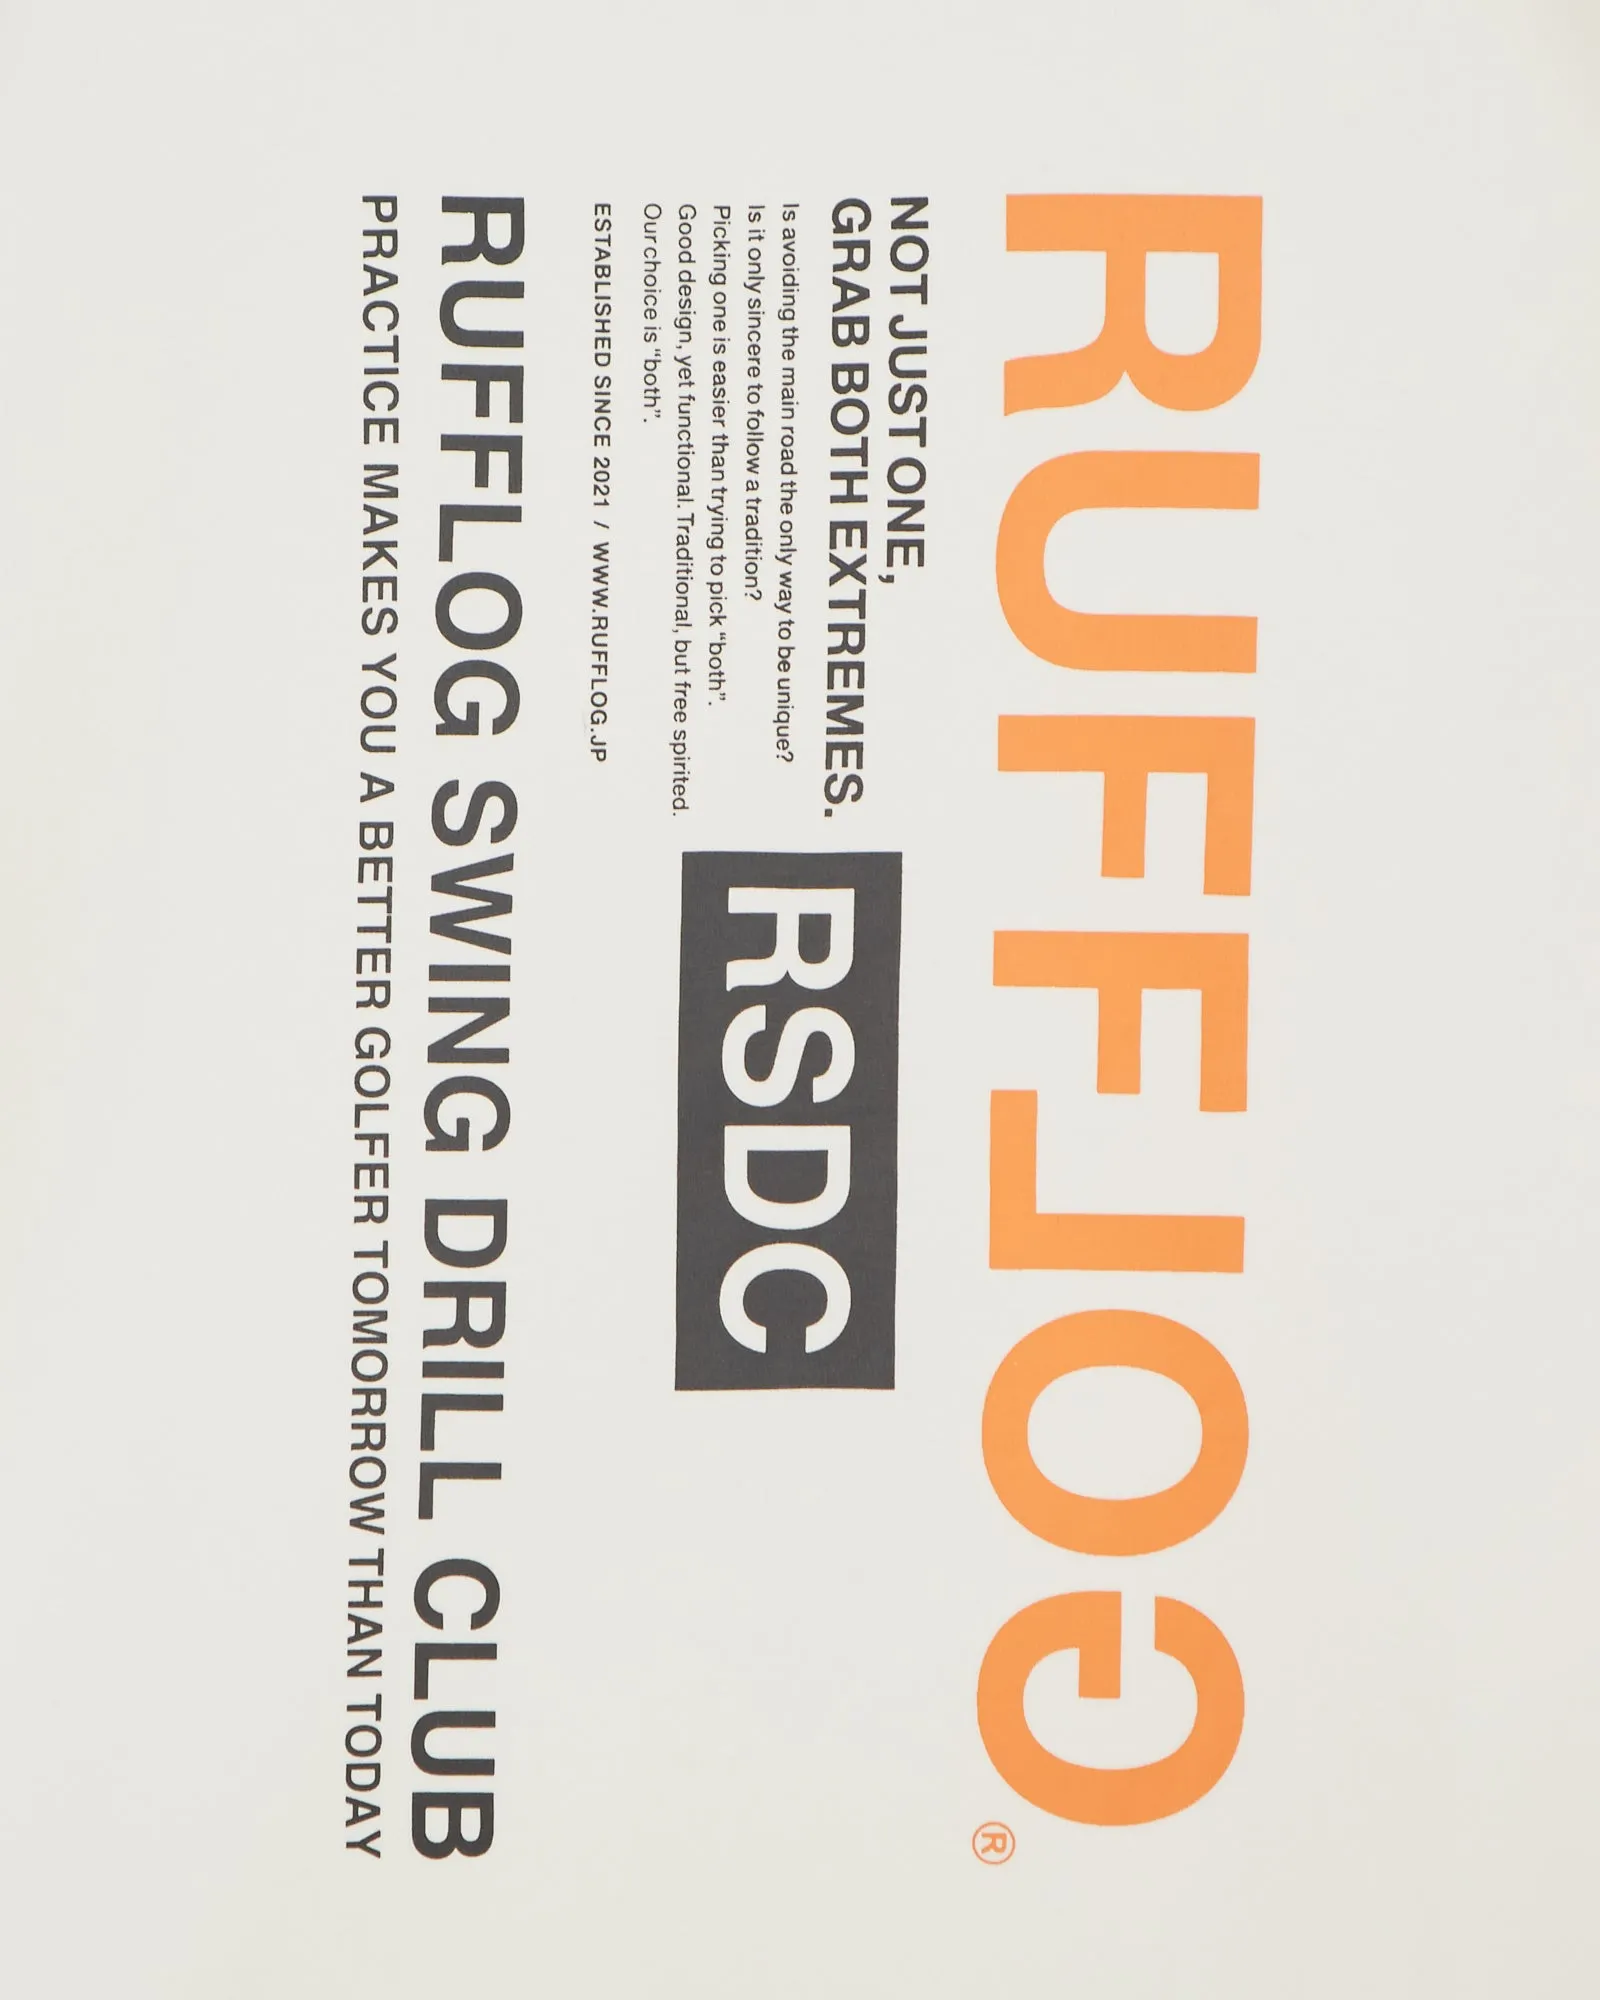 RUFFLOG®
NOT JUST ONE,
GRAB BOTH EXTREMES.
Is avoiding the main road the only way to be unique?
Is it only sincere to follow a tradition?
Picking one is easier than trying to pick “both”.
Good design, yet functional. Traditional, but free spirited.
Our choice is “both”.
RSDC
ESTABLISHED SINCE 2021 / WWW.RUFFLOG.JP
RUFFLOG SWING DRILL CLUB
PRACTICE MAKES YOU A BETTER GOLFER TOMORROW THAN TODAY